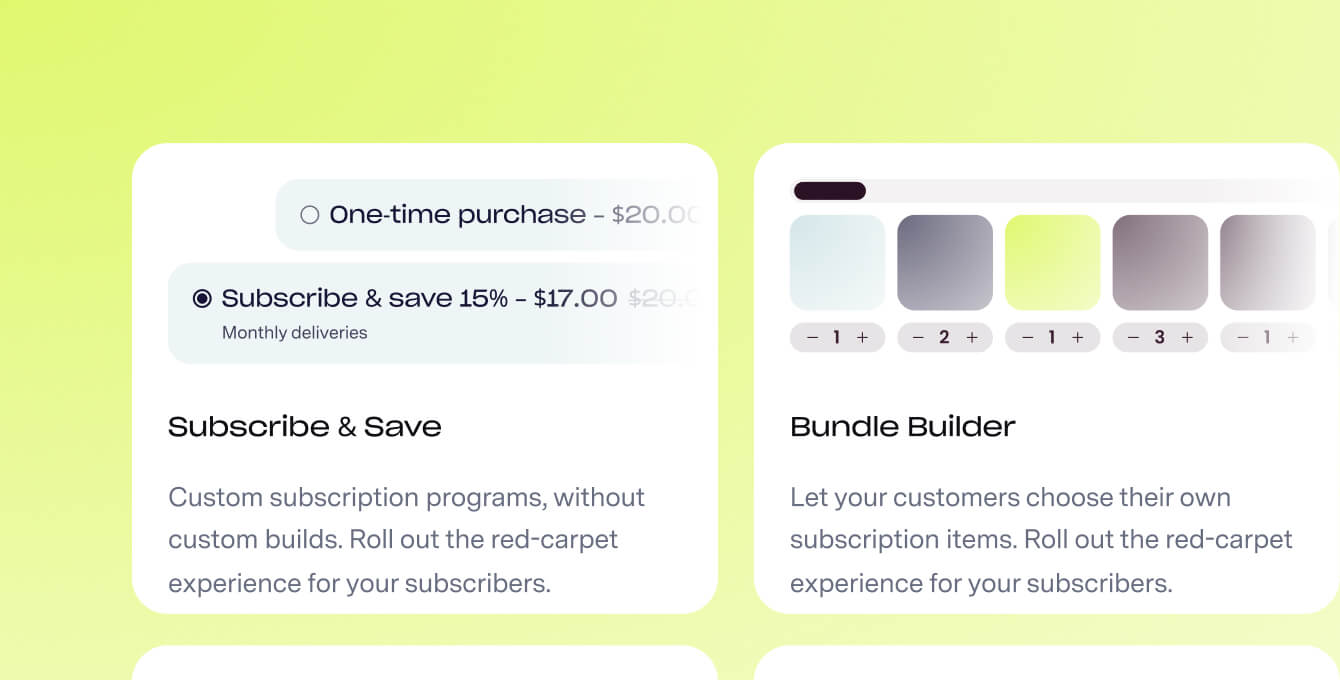 One-time purchase – $20.00
Subscribe & save 15% – $17.00 $20.0
Monthly deliveries
Subscribe & Save
Custom subscription programs, without
custom builds. Roll out the red-carpet
experience for your subscribers.
− 1 + − 2 + − 1 + − 3 + − 1 +
Bundle Builder
Let your customers choose their own
subscription items. Roll out the red-carpet
experience for your subscribers.